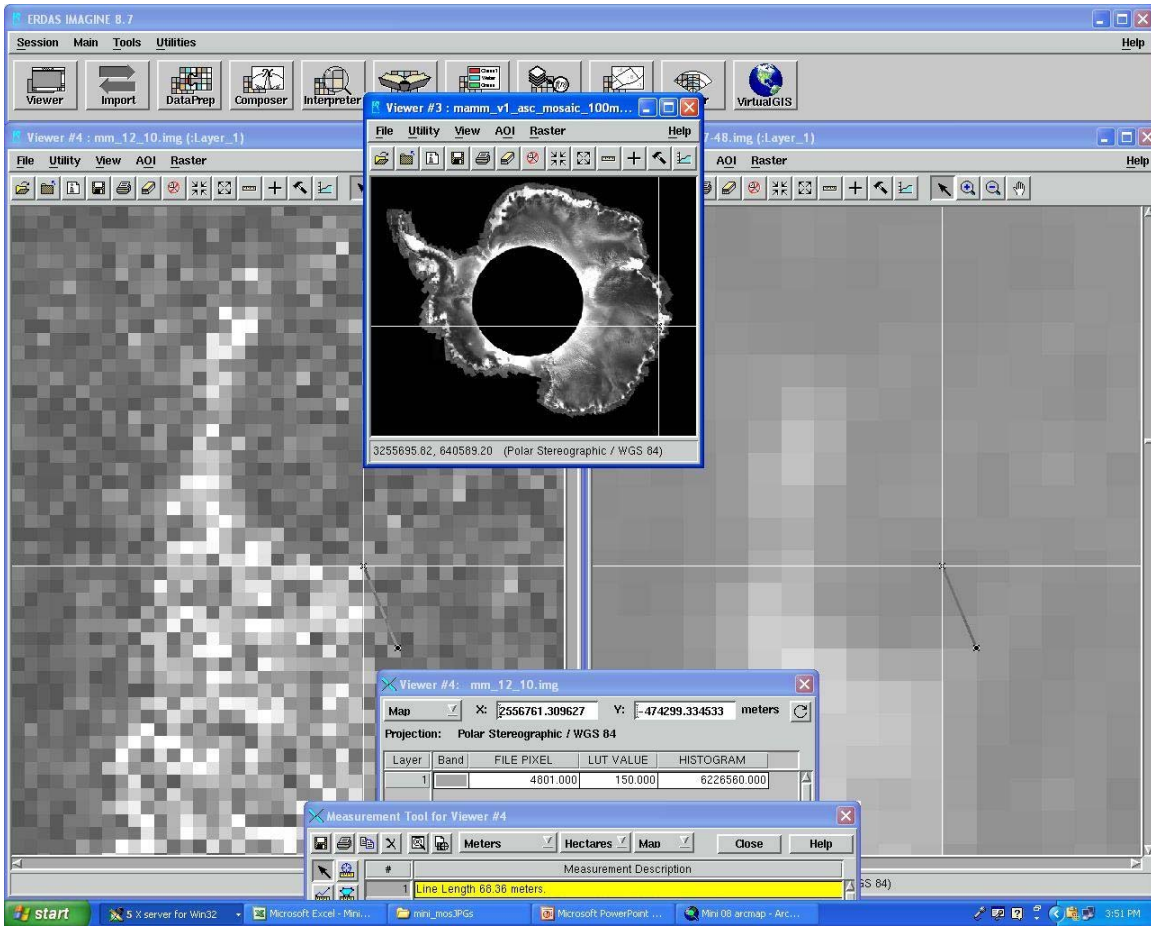 ERDAS IMAGINE 8.7
Session Main Tools Utilities Help
Viewer Import DataPrep Composer Interpreter VirtualGIS
Viewer #3 : mamm_v1_asc_mosaic_100m...
File Utility View AOI Raster Help
3255695.82, 640589.20 (Polar Stereographic / WGS 84)
Viewer #4 : mm_12_10.img (:Layer_1)
File Utility View AOI Raster
7-48.img (:Layer_1)
AOI Raster Help
Viewer #4: mm_12_10.img
Map X: 2556761.309627 Y: -474299.334533 meters
Projection: Polar Stereographic / WGS 84
Layer Band FILE PIXEL LUT VALUE HISTOGRAM
1 4801.000 150.000 6226560.000
Measurement Tool for Viewer #4
Meters Hectares Map Close Help
# Measurement Description
1 Line Length 68.36 meters.
GS 84)
start 5 X server for Win32 Microsoft Excel - Mini... mini_mosJPGs Microsoft PowerPoint ... Mini 08 arcmap - Arc... 3:51 PM